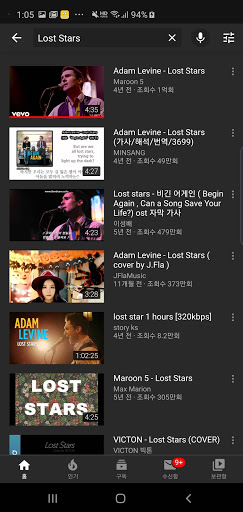 1:05
94%
Lost Stars
Adam Levine - Lost Stars
Maroon 5
4년 전 · 조회수 1억회
vevo
4:35
Adam Levine - Lost Stars
(가사/해석/번역/3699)
MINSANG
4년 전 · 조회수 49만회
But are we
all lost stars,
trying to
light up the dark?
4:27
Lost stars - 비긴 어게인 ( Begin
Again , Can a Song Save Your
Life?) ost 자막 가사
이성배
5년 전 · 조회수 479만회
4:23
Adam Levine - Lost Stars (
cover by J.Fla )
JFlaMusic
11개월 전 · 조회수 373만회
3:24
lost star 1 hours [320kbps]
story ks
4년 전 · 조회수 8.2만회
ADAM
LEVINE
LOST STARS
1:02:25
Maroon 5 - Lost Stars
Max Marion
5년 전 · 조회수 305만회
LOST
STARS
4:30
VICTON - Lost Stars (COVER)
VICTON 빅톤
Lost Stars
홈
인기
구독
9+
수신함
보관함